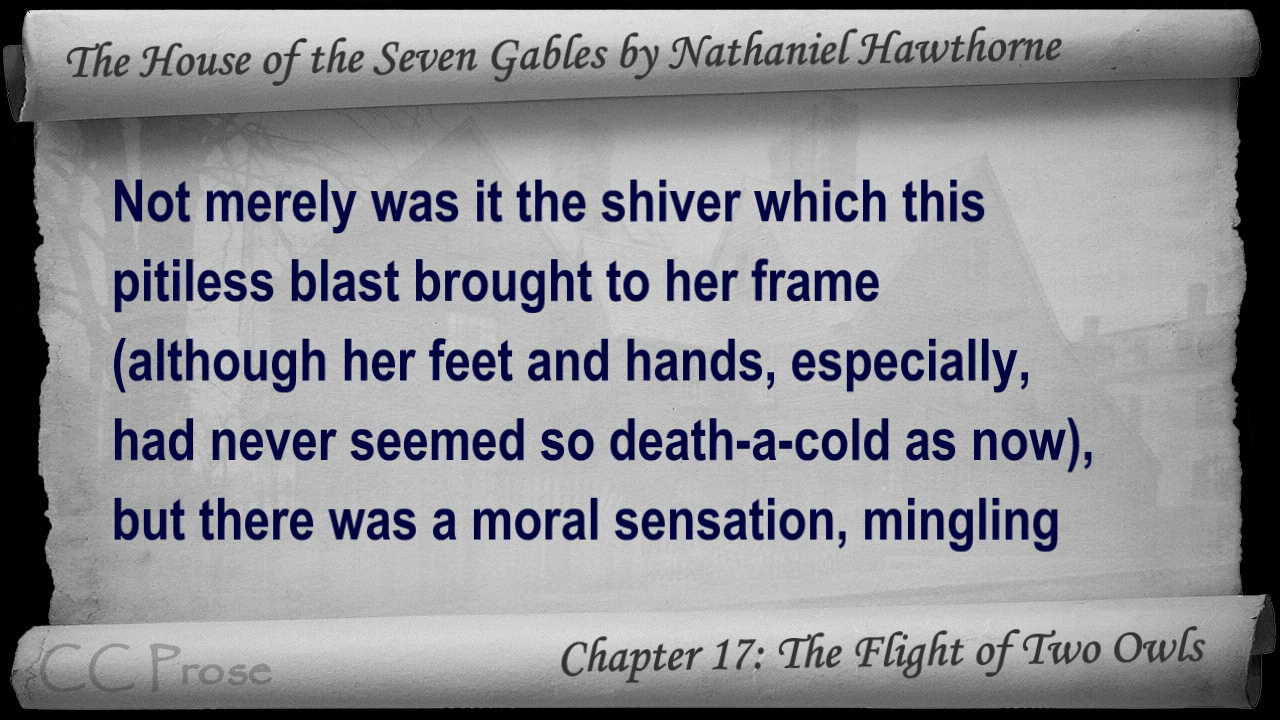 The House of the Seven Gables by Nathaniel Hawthorne
Not merely was it the shiver which this
pitiless blast brought to her frame
(although her feet and hands, especially,
had never seemed so death-a-cold as now),
but there was a moral sensation, mingling
CC Prose
Chapter 17: The Flight of Two Owls